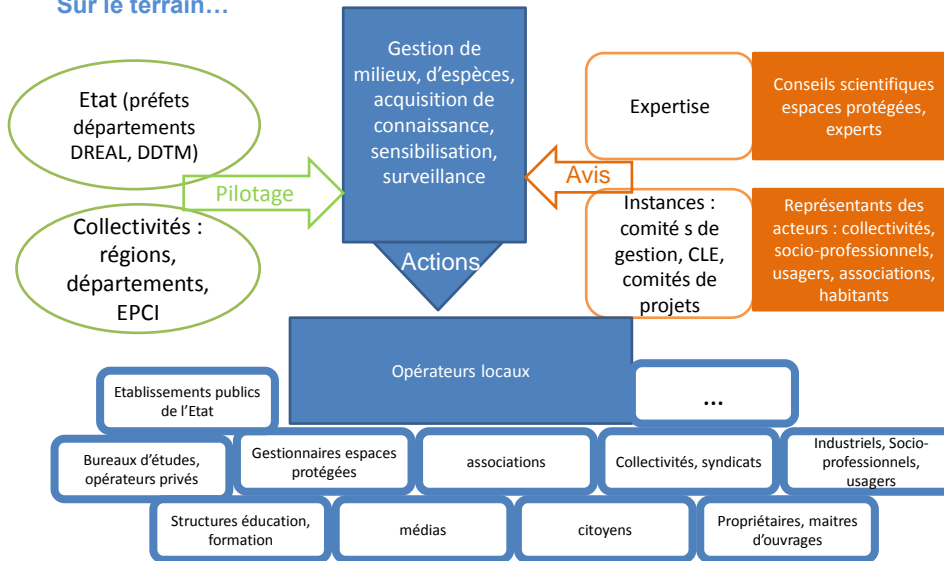 Sur le terrain…
Gestion de
milieux, d'espèces,
acquisition de
connaissance,
sensibilisation,
surveillance
Etat (préfets
départements
DREAL, DDTM)
Pilotage
Collectivités :
régions,
départements,
EPCI
Expertise
Conseils scientifiques
espaces protégées,
experts
Avis
Instances :
comité s de
gestion, CLE,
comités de
projets
Représentants des
acteurs : collectivités,
socio-professionnels,
usagers, associations,
habitants
Actions
Opérateurs locaux
Etablissements publics
de l'Etat
...
Bureaux d'études,
opérateurs privés
Gestionnaires espaces
protégées
associations
Collectivités, syndicats
Industriels, Socio-
professionnels,
usagers
Structures éducation,
formation
médias
citoyens
Propriétaires, maitres
d'ouvrages